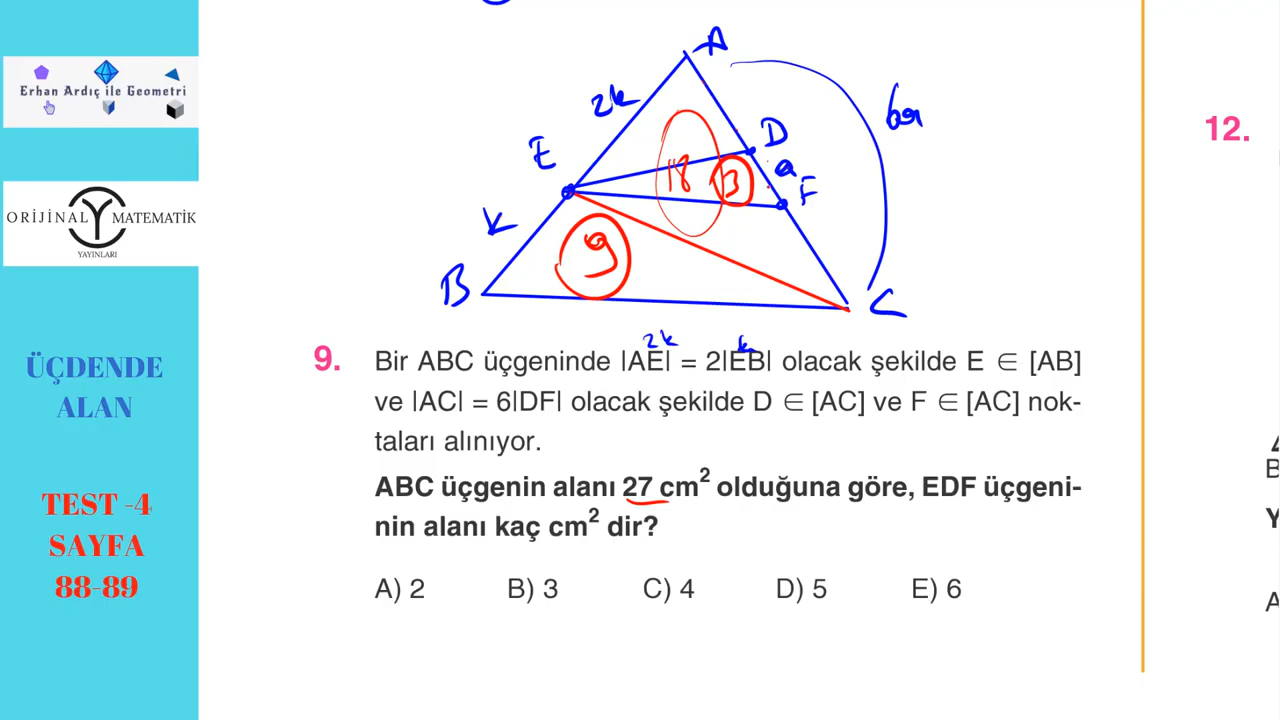 Erhan Ardıç ile Geometri
ORİJİNAL Y MATEMATİK
YAYINLARI
ÜÇDENDE
ALAN
TEST -4
SAYFA
88-89
A
2k
E
D
6a
18
3
a
F
k
9
B
C
2k
k
9. Bir ABC üçgeninde |AE| = 2|EB| olacak şekilde E ∈ [AB]
ve |AC| = 6|DF| olacak şekilde D ∈ [AC] ve F ∈ [AC] nok-
taları alınıyor.
ABC üçgenin alanı 27 cm² olduğuna göre, EDF üçgeni-
nin alanı kaç cm² dir?
A) 2 B) 3 C) 4 D) 5 E) 6
12.
B
Y
A